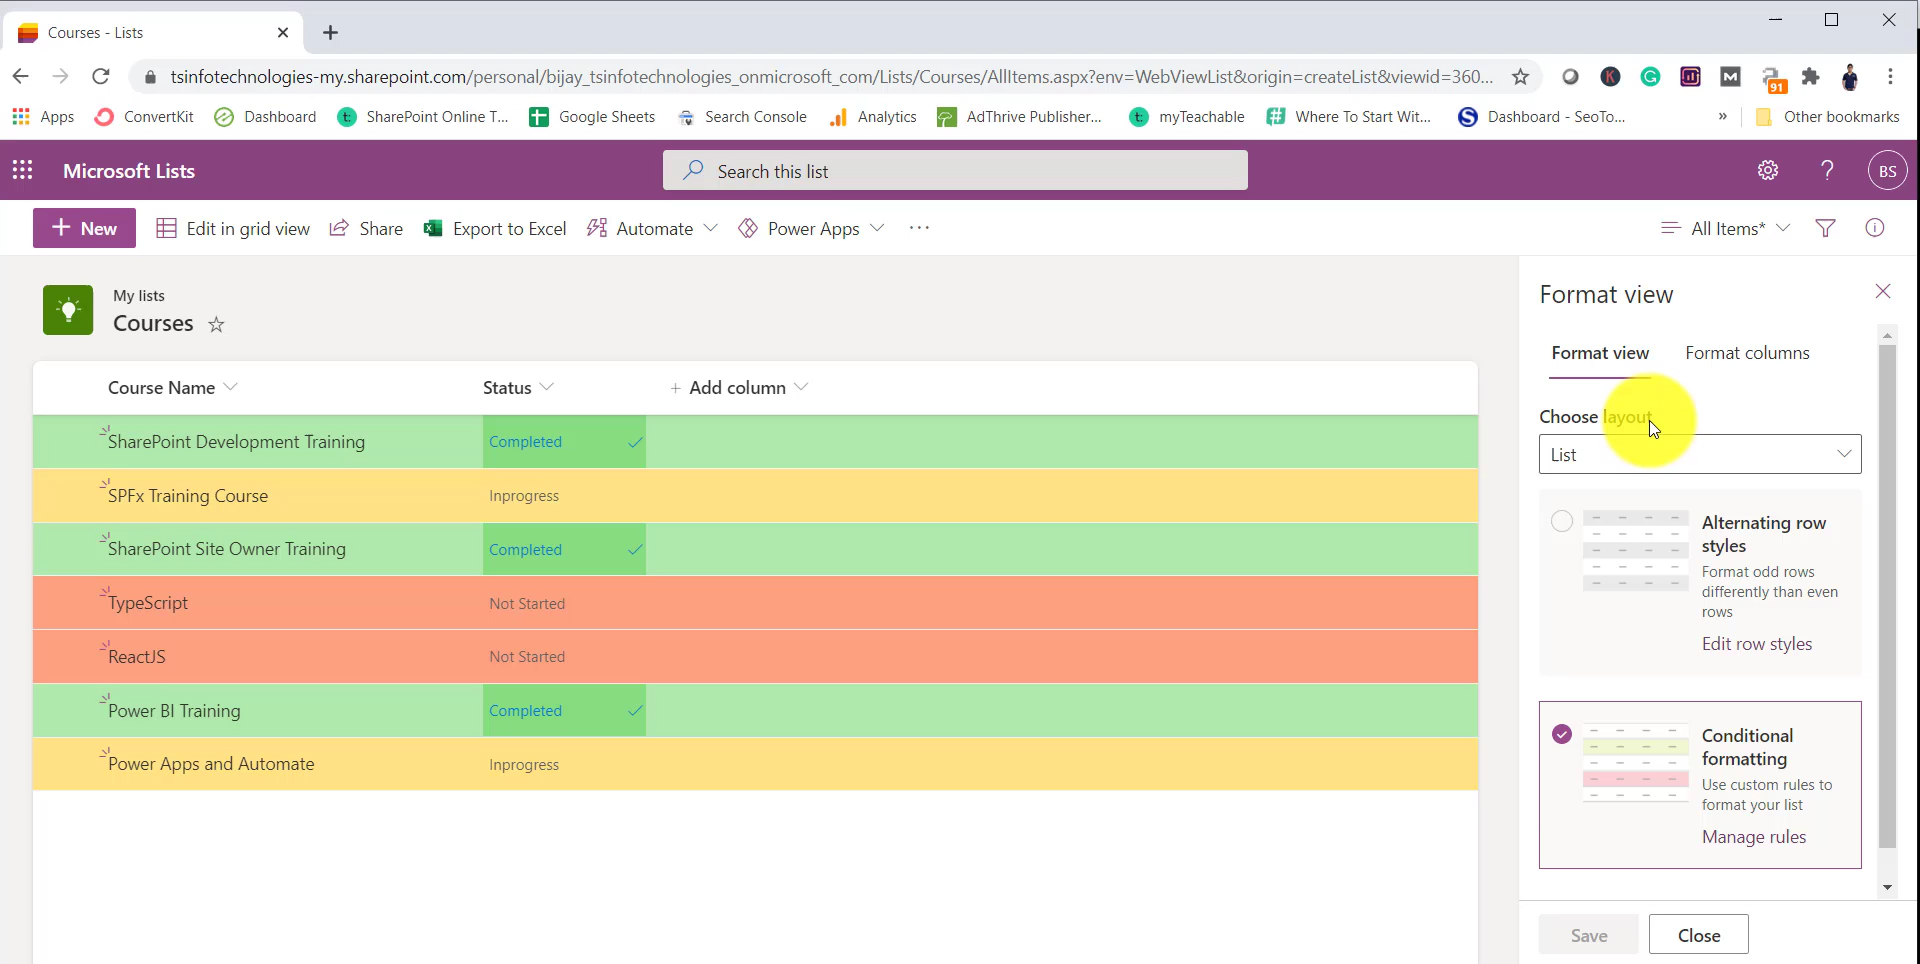 Courses - Lists
tsinfotechnologies-my.sharepoint.com/personal/bijay_tsinfotechnologies_onmicrosoft_com/Lists/Courses/AllItems.aspx?env=WebViewList&origin=createList&viewid=360...
K
G
M
91
Apps
ConvertKit
Dashboard
t:
SharePoint Online T...
Google Sheets
Search Console
Analytics
AdThrive Publisher...
t:
myTeachable
Where To Start Wit...
S
Dashboard - SeoTo...
»
Other bookmarks
Microsoft Lists
Search this list
?
BS
+ New
Edit in grid view
Share
Export to Excel
Automate
Power Apps
...
All Items*
My lists
Courses
Course Name
Status
+ Add column
SharePoint Development Training
Completed
SPFx Training Course
Inprogress
SharePoint Site Owner Training
Completed
TypeScript
Not Started
ReactJS
Not Started
Power BI Training
Completed
Power Apps and Automate
Inprogress
Format view
Format view
Format columns
Choose layout
List
Alternating row
styles
Format odd rows
differently than even
rows
Edit row styles
Conditional
formatting
Use custom rules to
format your list
Manage rules
Save
Close